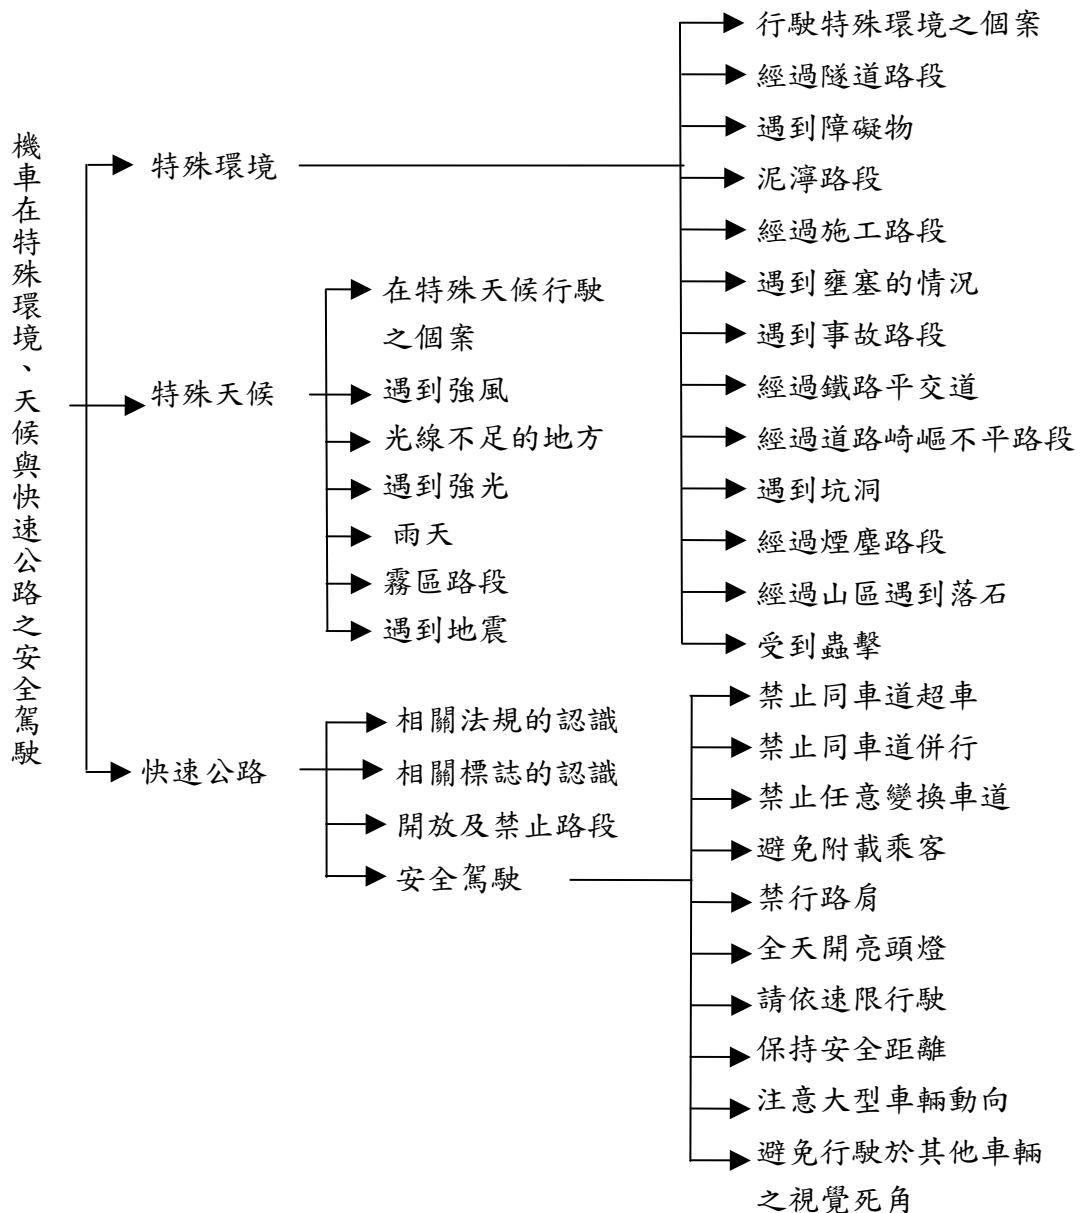 機車在特殊環境、天候與快速公路之安全駕駛
特殊環境
行駛特殊環境之個案
經過隧道路段
遇到障礙物
泥濘路段
經過施工路段
遇到壅塞的情況
遇到事故路段
經過鐵路平交道
經過道路崎嶇不平路段
遇到坑洞
經過煙塵路段
經過山區遇到落石
受到蟲擊
特殊天候
在特殊天候行駛
之個案
遇到強風
光線不足的地方
遇到強光
雨天
霧區路段
遇到地震
快速公路
相關法規的認識
相關標誌的認識
開放及禁止路段
安全駕駛
禁止同車道超車
禁止同車道併行
禁止任意變換車道
避免附載乘客
禁行路肩
全天開亮頭燈
請依速限行駛
保持安全距離
注意大型車輛動向
避免行駛於其他車輛
之視覺死角